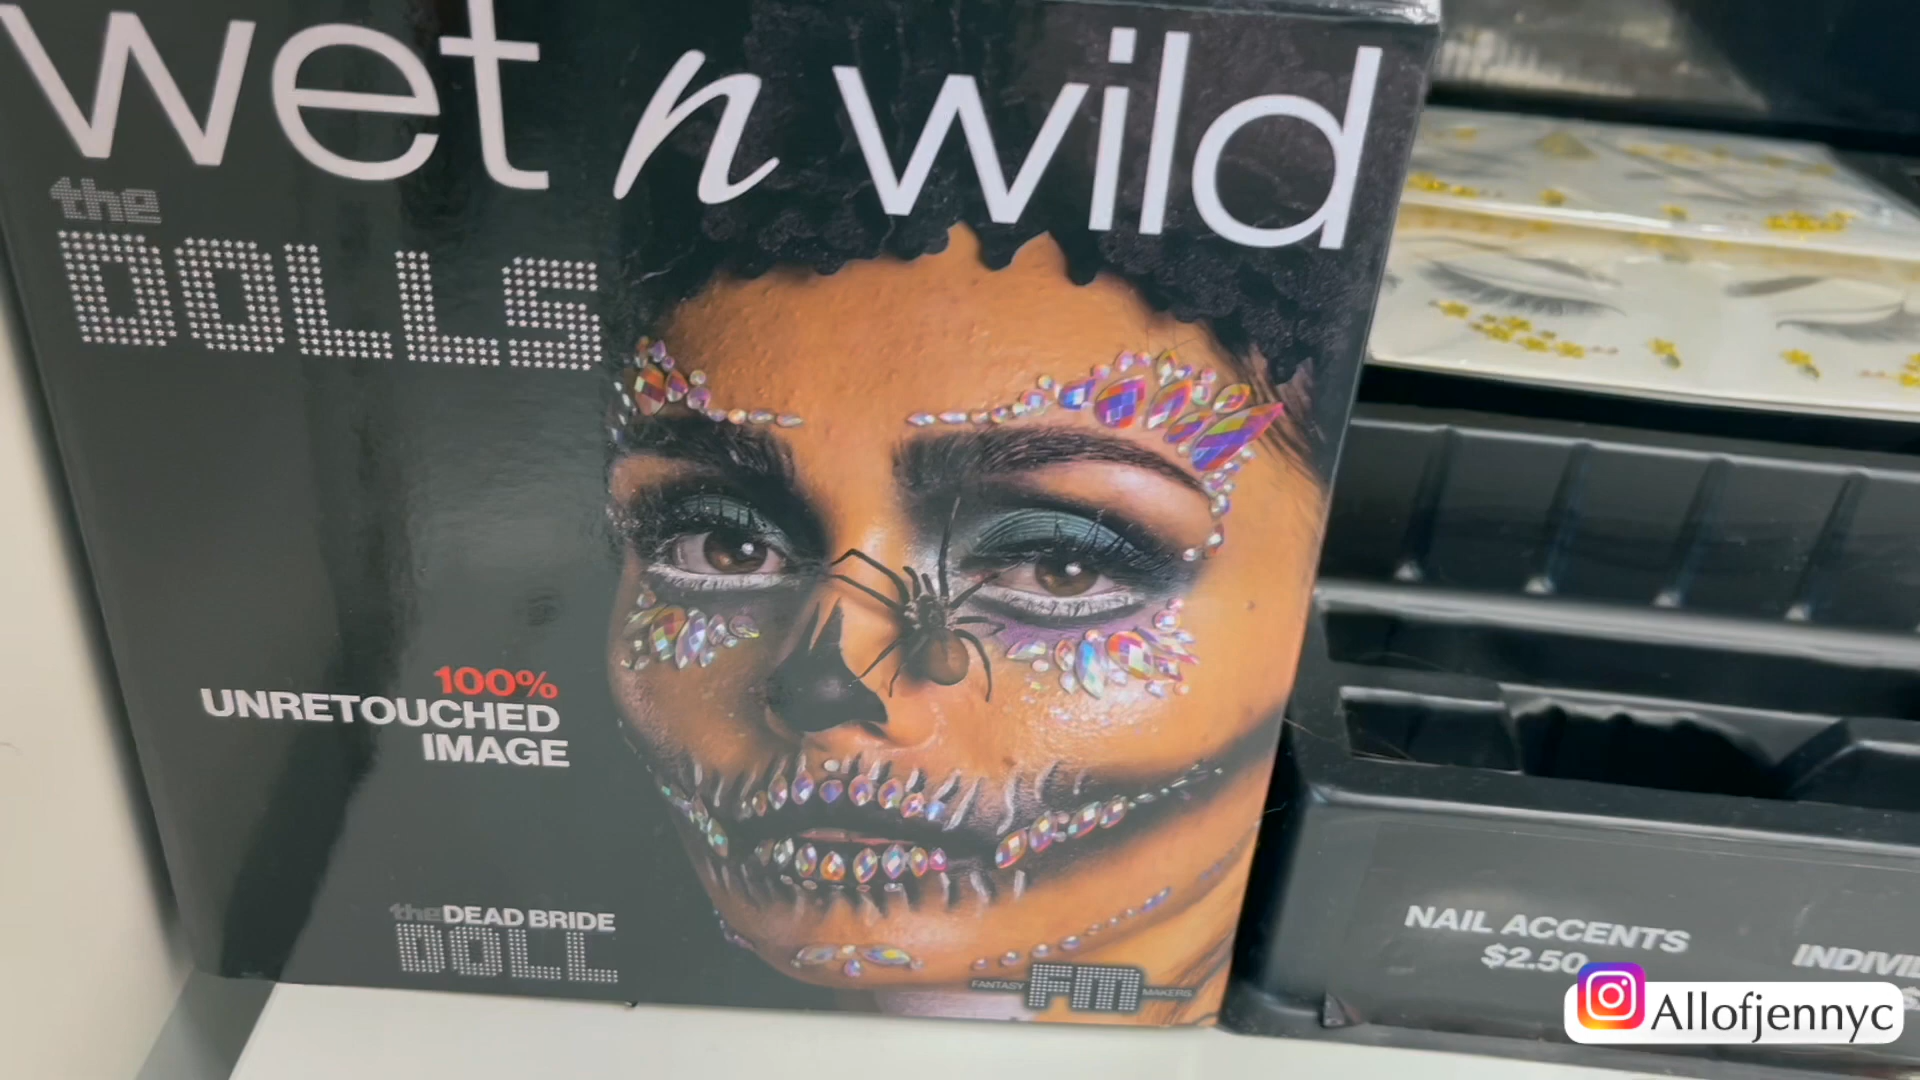 wet n wild
the
DOLLS
100%
UNRETOUCHED
IMAGE
the DEAD BRIDE
DOLL
FANTASY FM MAKERS
NAIL ACCENTS
$2.50
Allofjennyc